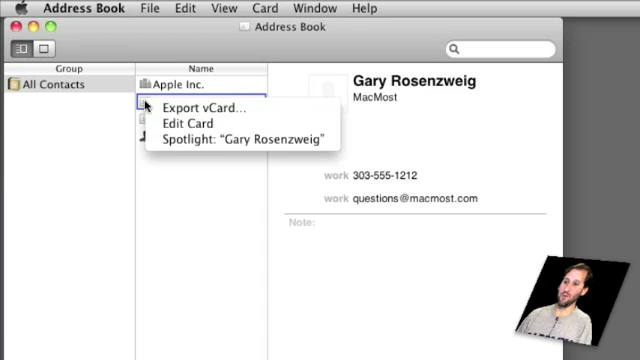 Address Book File Edit View Card Window Help
Address Book
Group Name
All Contacts
Apple Inc.
Export vCard...
Edit Card
Spotlight: “Gary Rosenzweig”
Gary Rosenzweig
MacMost
work 303-555-1212
work questions@macmost.com
Note: